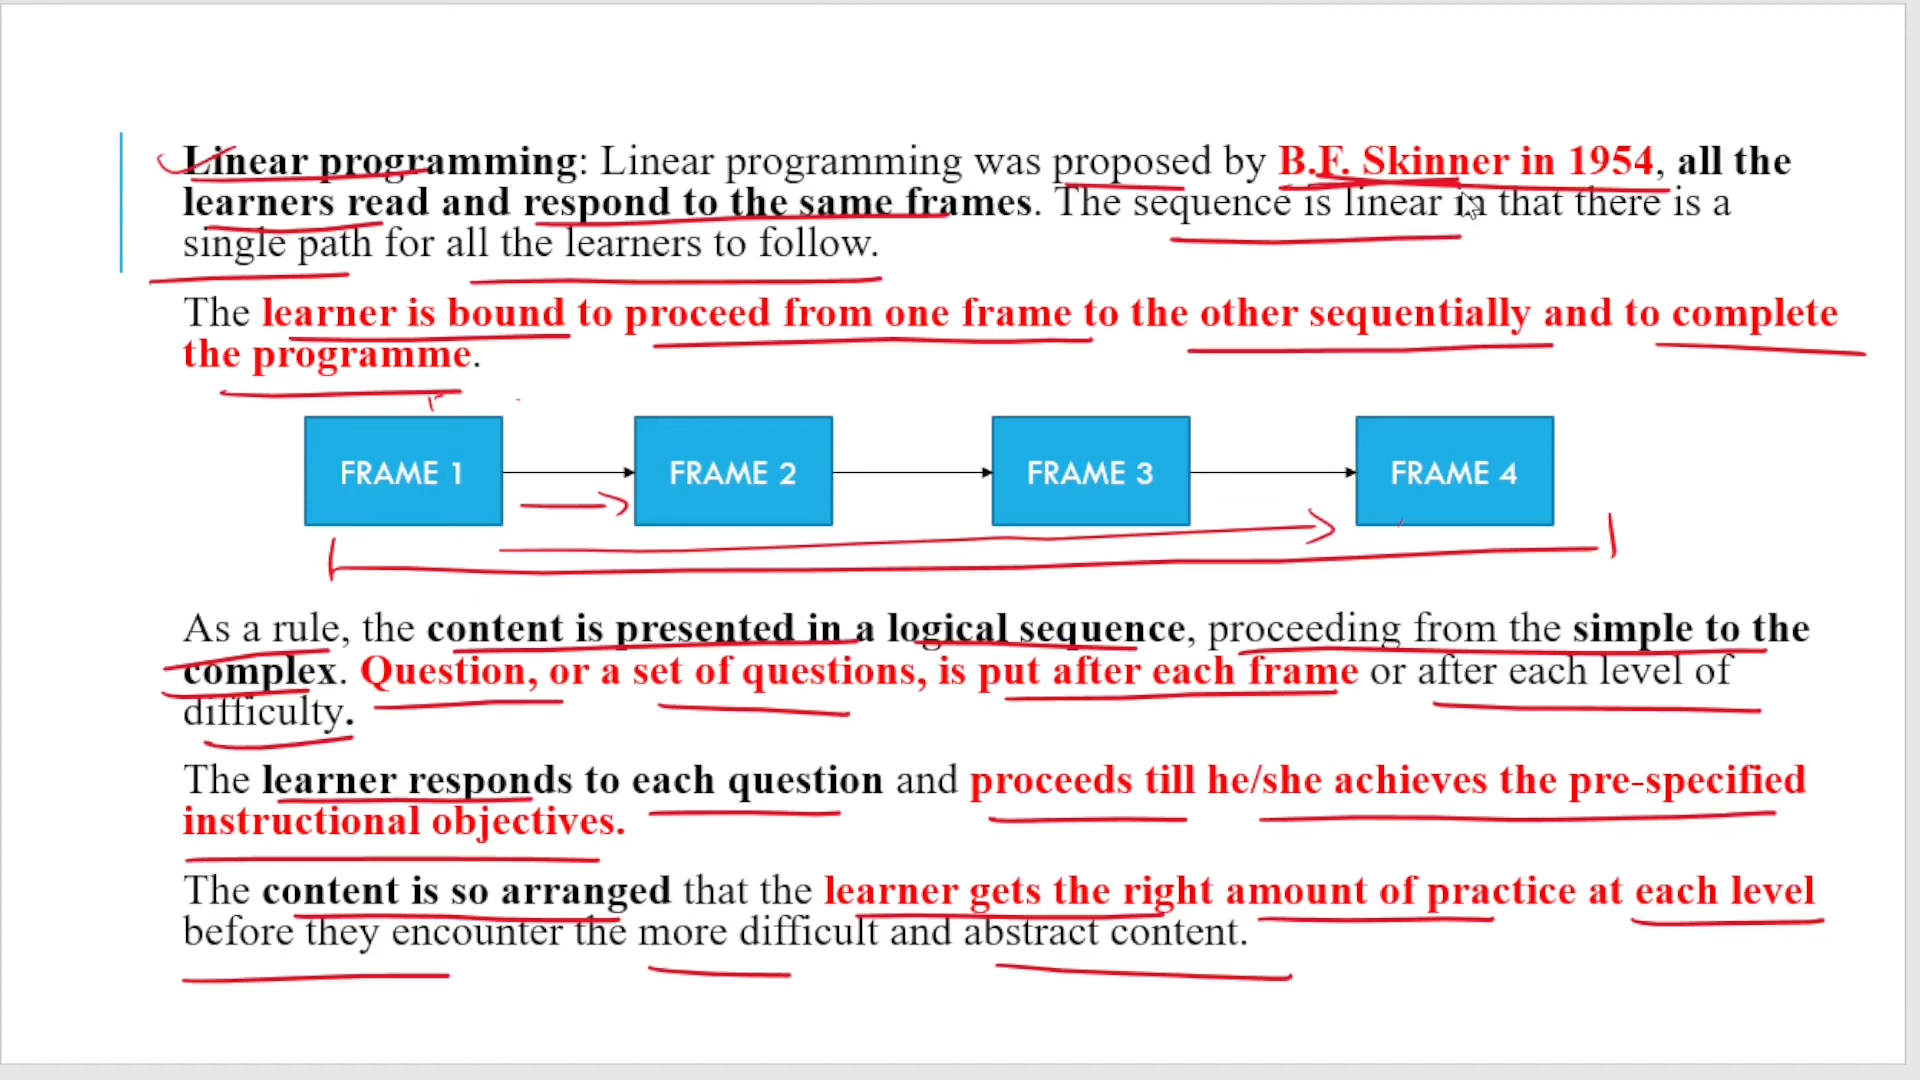 Linear programming: Linear programming was proposed by B.F. Skinner in 1954, all the
learners read and respond to the same frames. The sequence is linear in that there is a
single path for all the learners to follow.
The learner is bound to proceed from one frame to the other sequentially and to complete
the programme.
FRAME 1
FRAME 2
FRAME 3
FRAME 4
As a rule, the content is presented in a logical sequence, proceeding from the simple to the
complex. Question, or a set of questions, is put after each frame or after each level of
difficulty.
The learner responds to each question and proceeds till he/she achieves the pre-specified
instructional objectives.
The content is so arranged that the learner gets the right amount of practice at each level
before they encounter the more difficult and abstract content.